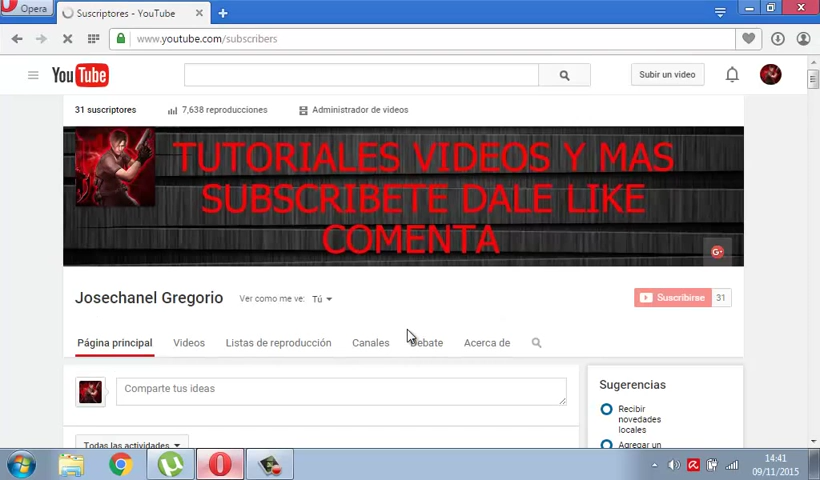 Opera
Suscriptores - YouTube
www.youtube.com/subscribers
YouTube
Subir un video
31 suscriptores
7,638 reproducciones
Administrador de videos
TUTORIALES VIDEOS Y MAS
SUBSCRIBETE DALE LIKE
COMENTA
G+
Josechanel Gregorio
Ver como me ve: Tú
Suscribirse 31
Página principal
Videos
Listas de reproducción
Canales
Debate
Acerca de
Comparte tus ideas
Todas las actividades
Sugerencias
Recibir
novedades
locales
Agregar un
14:41
09/11/2015